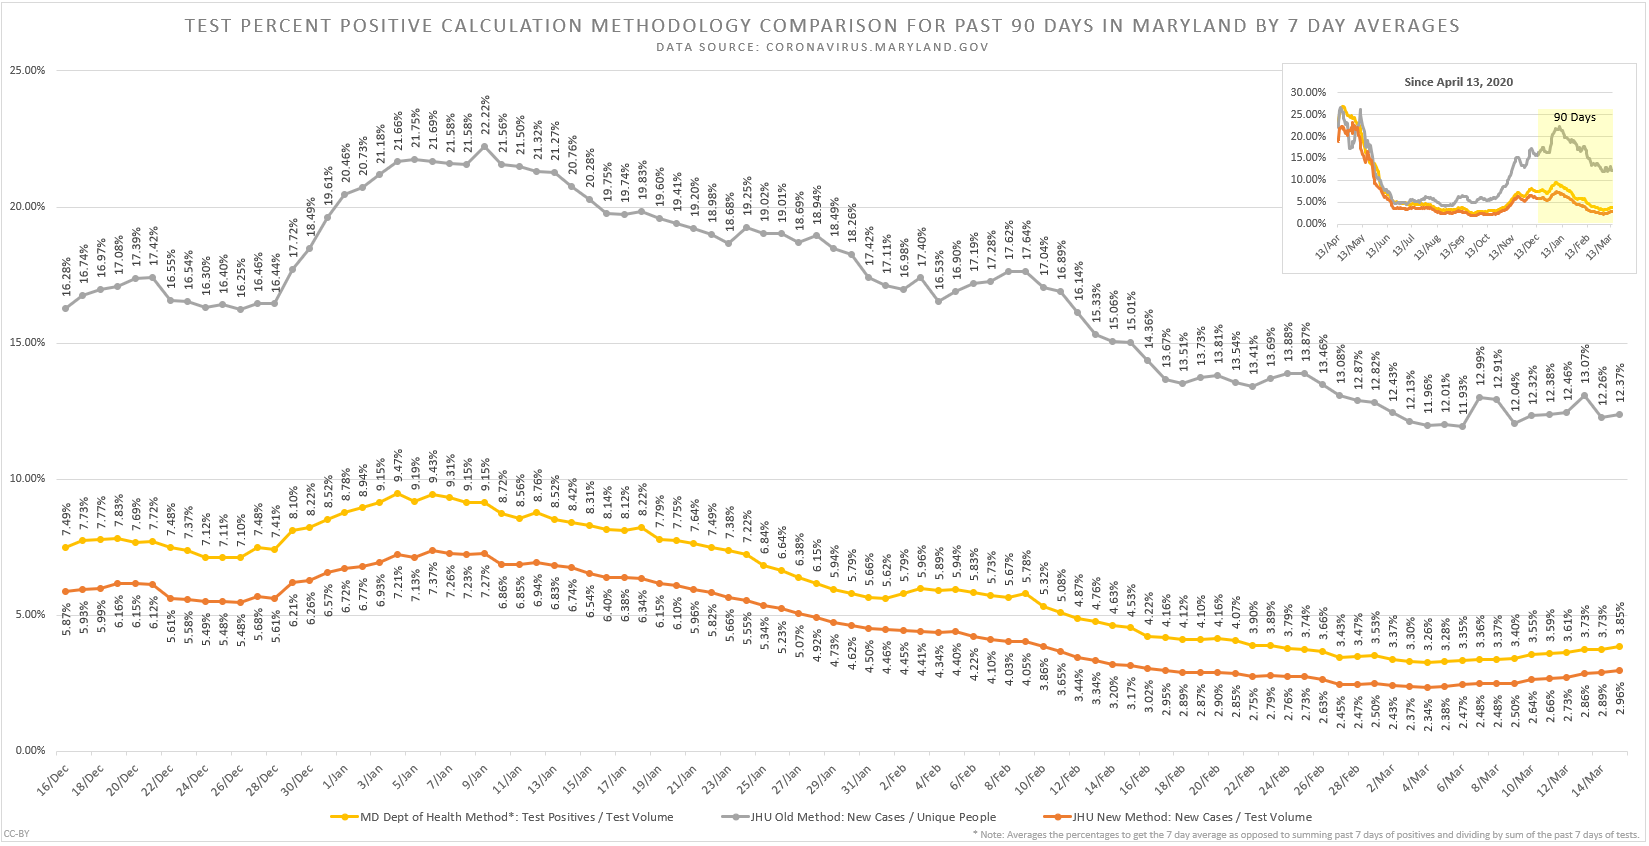 TEST PERCENT POSITIVE CALCULATION METHODOLOGY COMPARISON FOR PAST 90 DAYS IN MARYLAND BY 7 DAY AVERAGES
DATA SOURCE: CORONAVIRUS.MARYLAND.GOV
25.00%
20.00%
15.00%
10.00%
5.00%
0.00%
16.28% 16.74% 16.97% 17.08% 17.39% 17.42% 16.55% 16.54% 16.30% 16.40% 16.25% 16.46% 16.44% 17.72% 18.49% 19.61% 20.46% 20.73% 21.18% 21.66% 21.75% 21.69% 21.58% 21.58% 22.22% 21.56% 21.50% 21.32% 21.27% 20.76% 20.28% 19.75% 19.74% 19.83% 19.60% 19.41% 19.20% 18.98% 18.68% 19.25% 19.02% 19.01% 18.69% 18.94% 18.49% 18.26% 17.42% 17.11% 16.98% 17.40% 16.53% 16.90% 17.19% 17.28% 17.62% 17.64% 17.04% 16.89% 16.14% 15.33% 15.06% 15.01% 14.36% 13.67% 13.51% 13.73% 13.81% 13.54% 13.41% 13.69% 13.88% 13.87% 13.46% 13.08% 12.87% 12.82% 12.43% 12.13% 11.96% 12.01% 11.93% 12.99% 12.91% 12.04% 12.32% 12.38% 12.46% 13.07% 12.26% 12.37%
7.49% 7.73% 7.77% 7.83% 7.69% 7.72% 7.48% 7.37% 7.12% 7.11% 7.10% 7.48% 7.41% 8.10% 8.22% 8.52% 8.78% 8.94% 9.15% 9.47% 9.19% 9.43% 9.31% 9.15% 9.15% 8.72% 8.56% 8.76% 8.52% 8.42% 8.31% 8.14% 8.12% 8.22% 7.79% 7.75% 7.64% 7.49% 7.38% 7.22% 6.84% 6.64% 6.38% 6.15% 5.94% 5.79% 5.66% 5.62% 5.79% 5.96% 5.89% 5.94% 5.83% 5.73% 5.67% 5.78% 5.32% 5.08% 4.87% 4.76% 4.63% 4.53% 4.22% 4.16% 4.12% 4.10% 4.16% 4.07% 3.90% 3.89% 3.79% 3.74% 3.66% 3.43% 3.47% 3.53% 3.37% 3.30% 3.26% 3.28% 3.35% 3.36% 3.37% 3.40% 3.55% 3.59% 3.61% 3.73% 3.73% 3.85%
5.87% 5.93% 5.99% 6.16% 6.15% 6.12% 5.61% 5.58% 5.49% 5.48% 5.48% 5.68% 5.61% 6.21% 6.26% 6.57% 6.72% 6.77% 6.93% 7.21% 7.13% 7.37% 7.26% 7.23% 7.27% 6.86% 6.85% 6.94% 6.83% 6.74% 6.54% 6.40% 6.38% 6.34% 6.15% 6.10% 5.96% 5.82% 5.66% 5.55% 5.34% 5.23% 5.07% 4.92% 4.73% 4.62% 4.50% 4.46% 4.45% 4.41% 4.34% 4.40% 4.22% 4.10% 4.03% 4.05% 3.86% 3.65% 3.44% 3.34% 3.20% 3.17% 3.02% 2.95% 2.89% 2.87% 2.90% 2.85% 2.75% 2.79% 2.76% 2.73% 2.63% 2.45% 2.47% 2.50% 2.43% 2.37% 2.34% 2.38% 2.47% 2.48% 2.48% 2.50% 2.64% 2.66% 2.73% 2.86% 2.89% 2.96%
16/Dec 18/Dec 20/Dec 22/Dec 24/Dec 26/Dec 28/Dec 30/Dec 1/Jan 3/Jan 5/Jan 7/Jan 9/Jan 11/Jan 13/Jan 15/Jan 17/Jan 19/Jan 21/Jan 23/Jan 25/Jan 27/Jan 29/Jan 31/Jan 2/Feb 4/Feb 6/Feb 8/Feb 10/Feb 12/Feb 14/Feb 16/Feb 18/Feb 20/Feb 22/Feb 24/Feb 26/Feb 28/Feb 2/Mar 4/Mar 6/Mar 8/Mar 10/Mar 12/Mar 14/Mar
Since April 13, 2020
30.00%
25.00%
20.00%
15.00%
10.00%
5.00%
0.00%
90 Days
13/Apr 13/May 13/Jun 13/Jul 13/Aug 13/Sep 13/Oct 13/Nov 13/Dec 13/Jan 13/Feb 13/Mar
MD Dept of Health Method*: Test Positives / Test Volume JHU Old Method: New Cases / Unique People JHU New Method: New Cases / Test Volume
CC-BY
* Note: Averages the percentages to get the 7 day average as opposed to summing past 7 days of positives and dividing by sum of the past 7 days of tests.